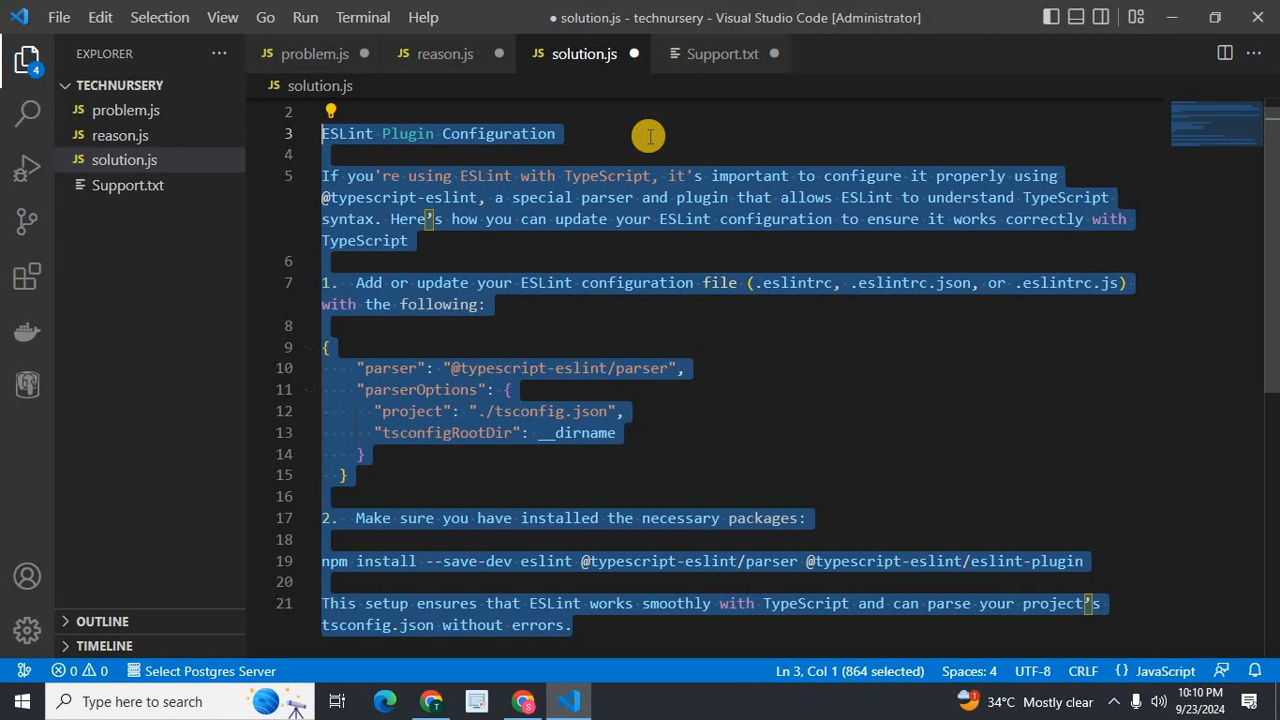 File Edit Selection View Go Run Terminal Help
● solution.js - technursery - Visual Studio Code [Administrator]
EXPLORER
problem.js
reason.js
solution.js
Support.txt
TECHNURSERY
problem.js
reason.js
solution.js
Support.txt
OUTLINE
TIMELINE
4
solution.js
2
3 ESLint Plugin Configuration
4
5 If you're using ESLint with TypeScript, it's important to configure it properly using
@typescript-eslint, a special parser and plugin that allows ESLint to understand TypeScript
syntax. Here’s how you can update your ESLint configuration to ensure it works correctly with
TypeScript
6
7 1. Add or update your ESLint configuration file (.eslintrc, .eslintrc.json, or .eslintrc.js)
with the following:
8
9 {
10 "parser": "@typescript-eslint/parser",
11 "parserOptions": {
12 "project": "./tsconfig.json",
13 "tsconfigRootDir": __dirname
14 }
15 }
16
17 2. Make sure you have installed the necessary packages:
18
19 npm install --save-dev eslint @typescript-eslint/parser @typescript-eslint/eslint-plugin
20
21 This setup ensures that ESLint works smoothly with TypeScript and can parse your project’s
tsconfig.json without errors.
0 0 Select Postgres Server
Ln 3, Col 1 (864 selected) Spaces: 4 UTF-8 CRLF {} JavaScript
Type here to search
34°C Mostly clear
10:10 PM
9/23/2024